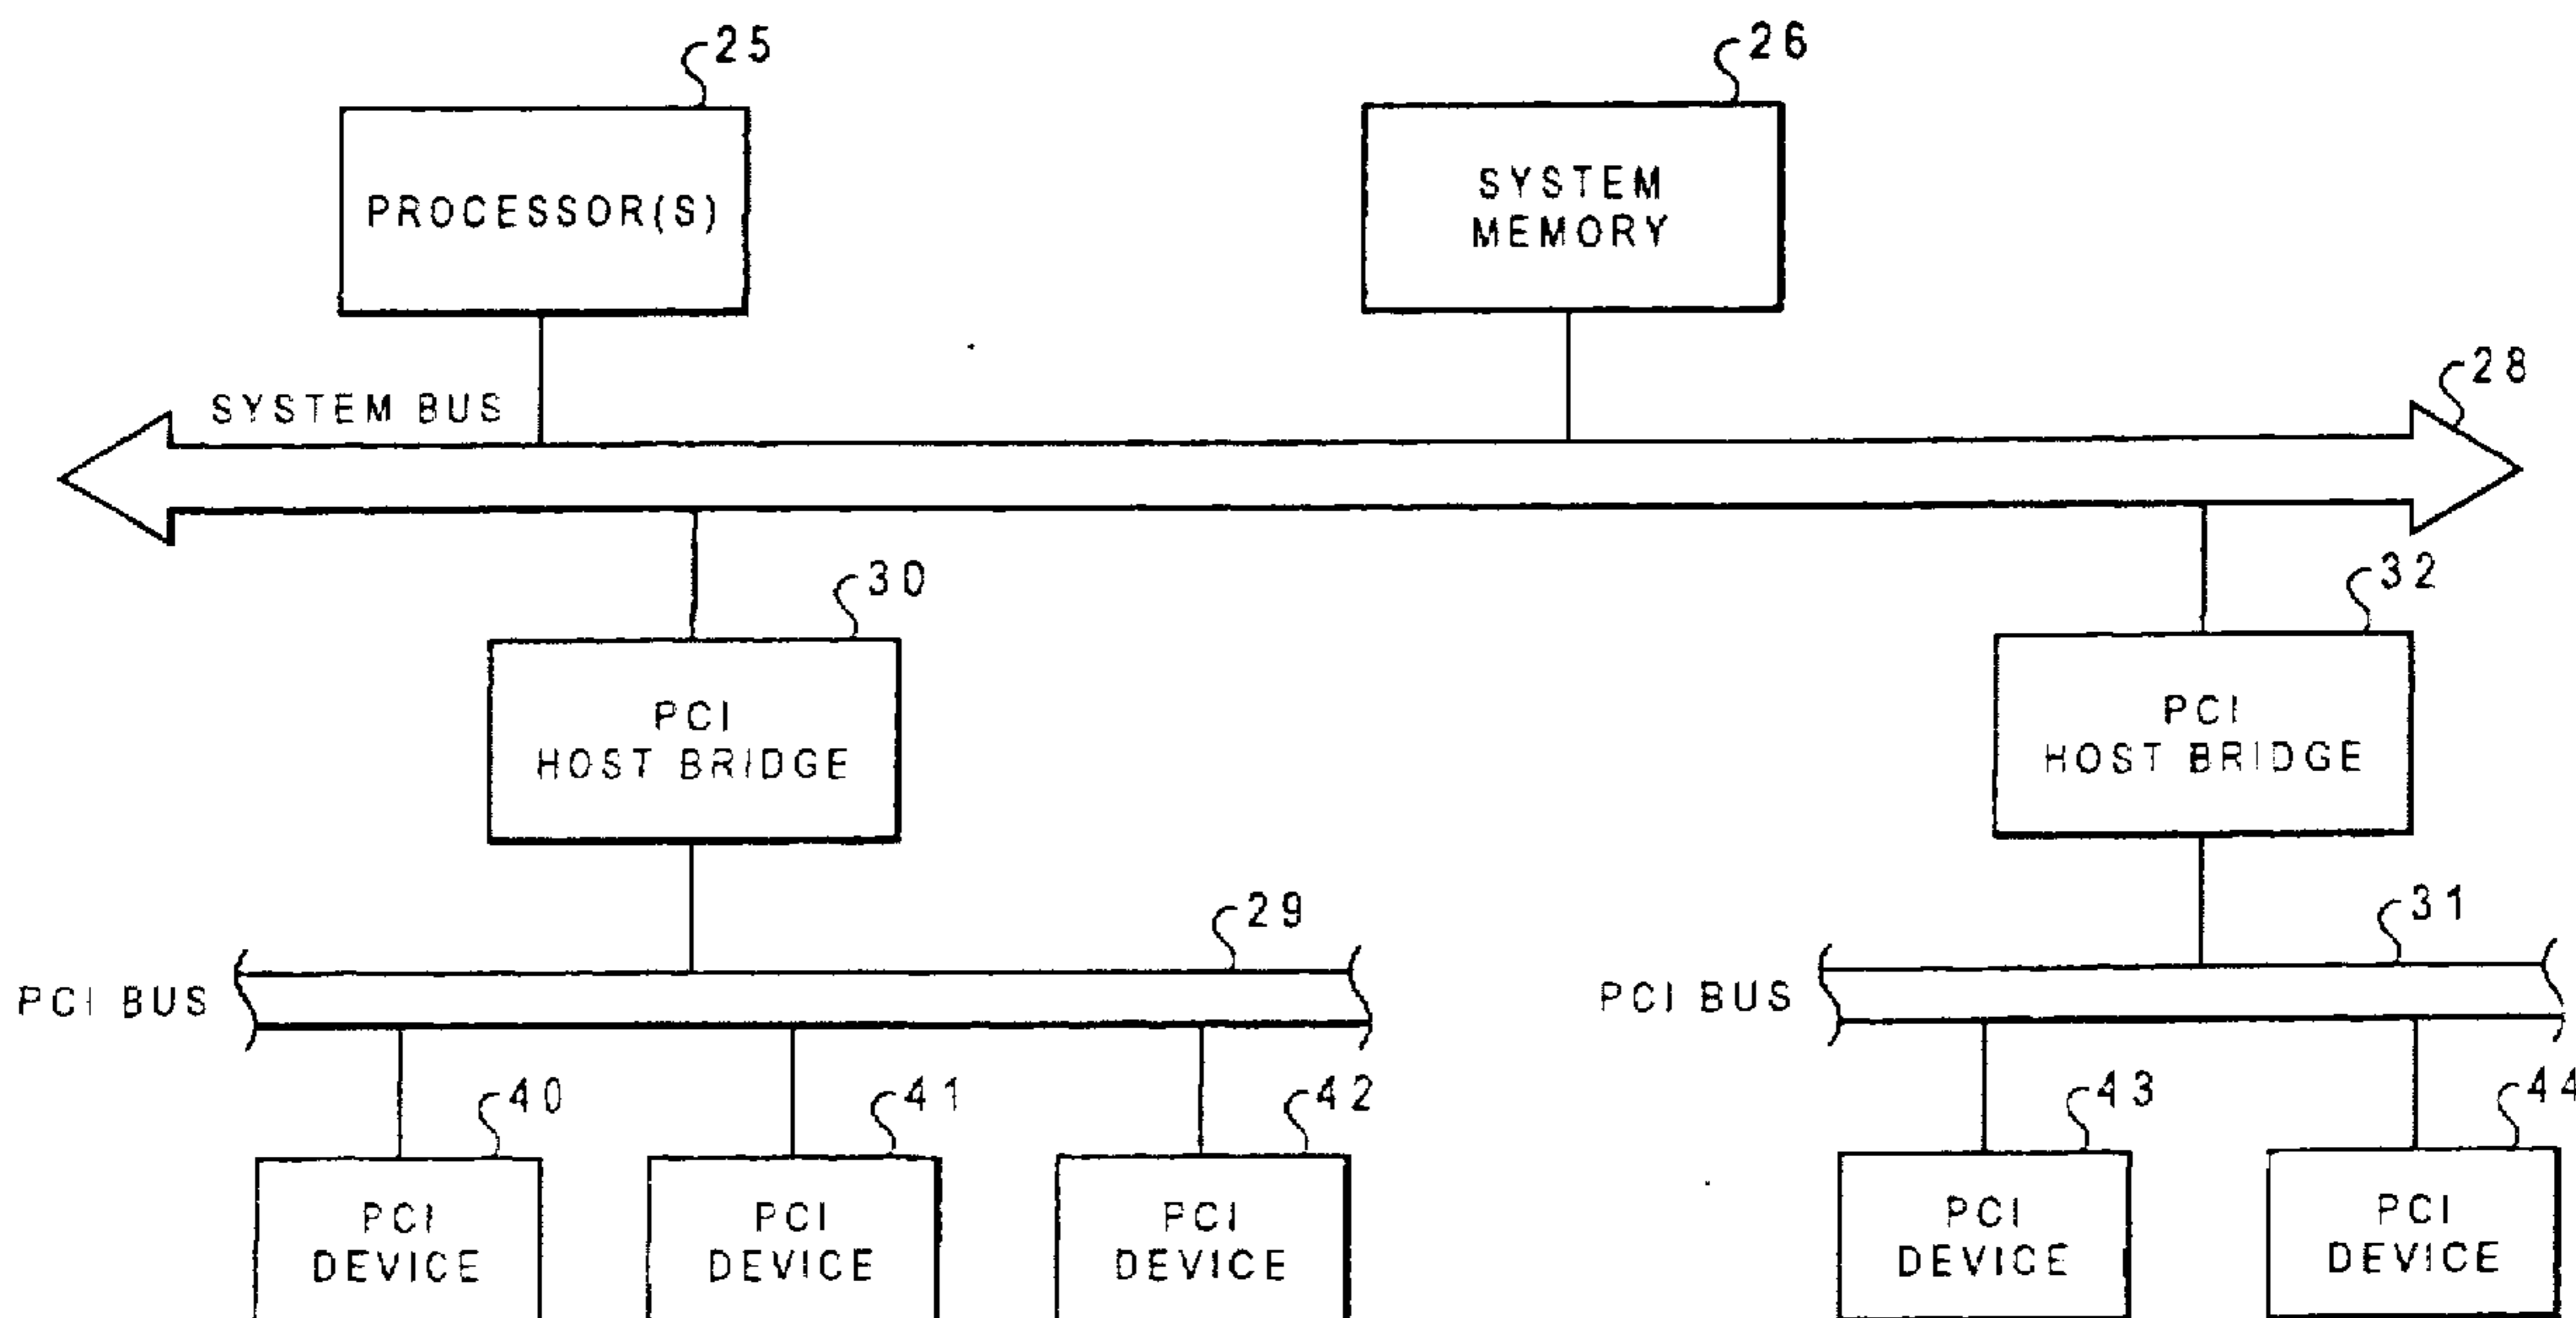 25
26
PROCESSOR(S)
SYSTEM
MEMORY
28
SYSTEM BUS
30
32
PCI
HOST BRIDGE
PCI
HOST BRIDGE
29
31
PCI BUS
PCI BUS
40
41
42
43
44
PCI
DEVICE
PCI
DEVICE
PCI
DEVICE
PCI
DEVICE
PCI
DEVICE